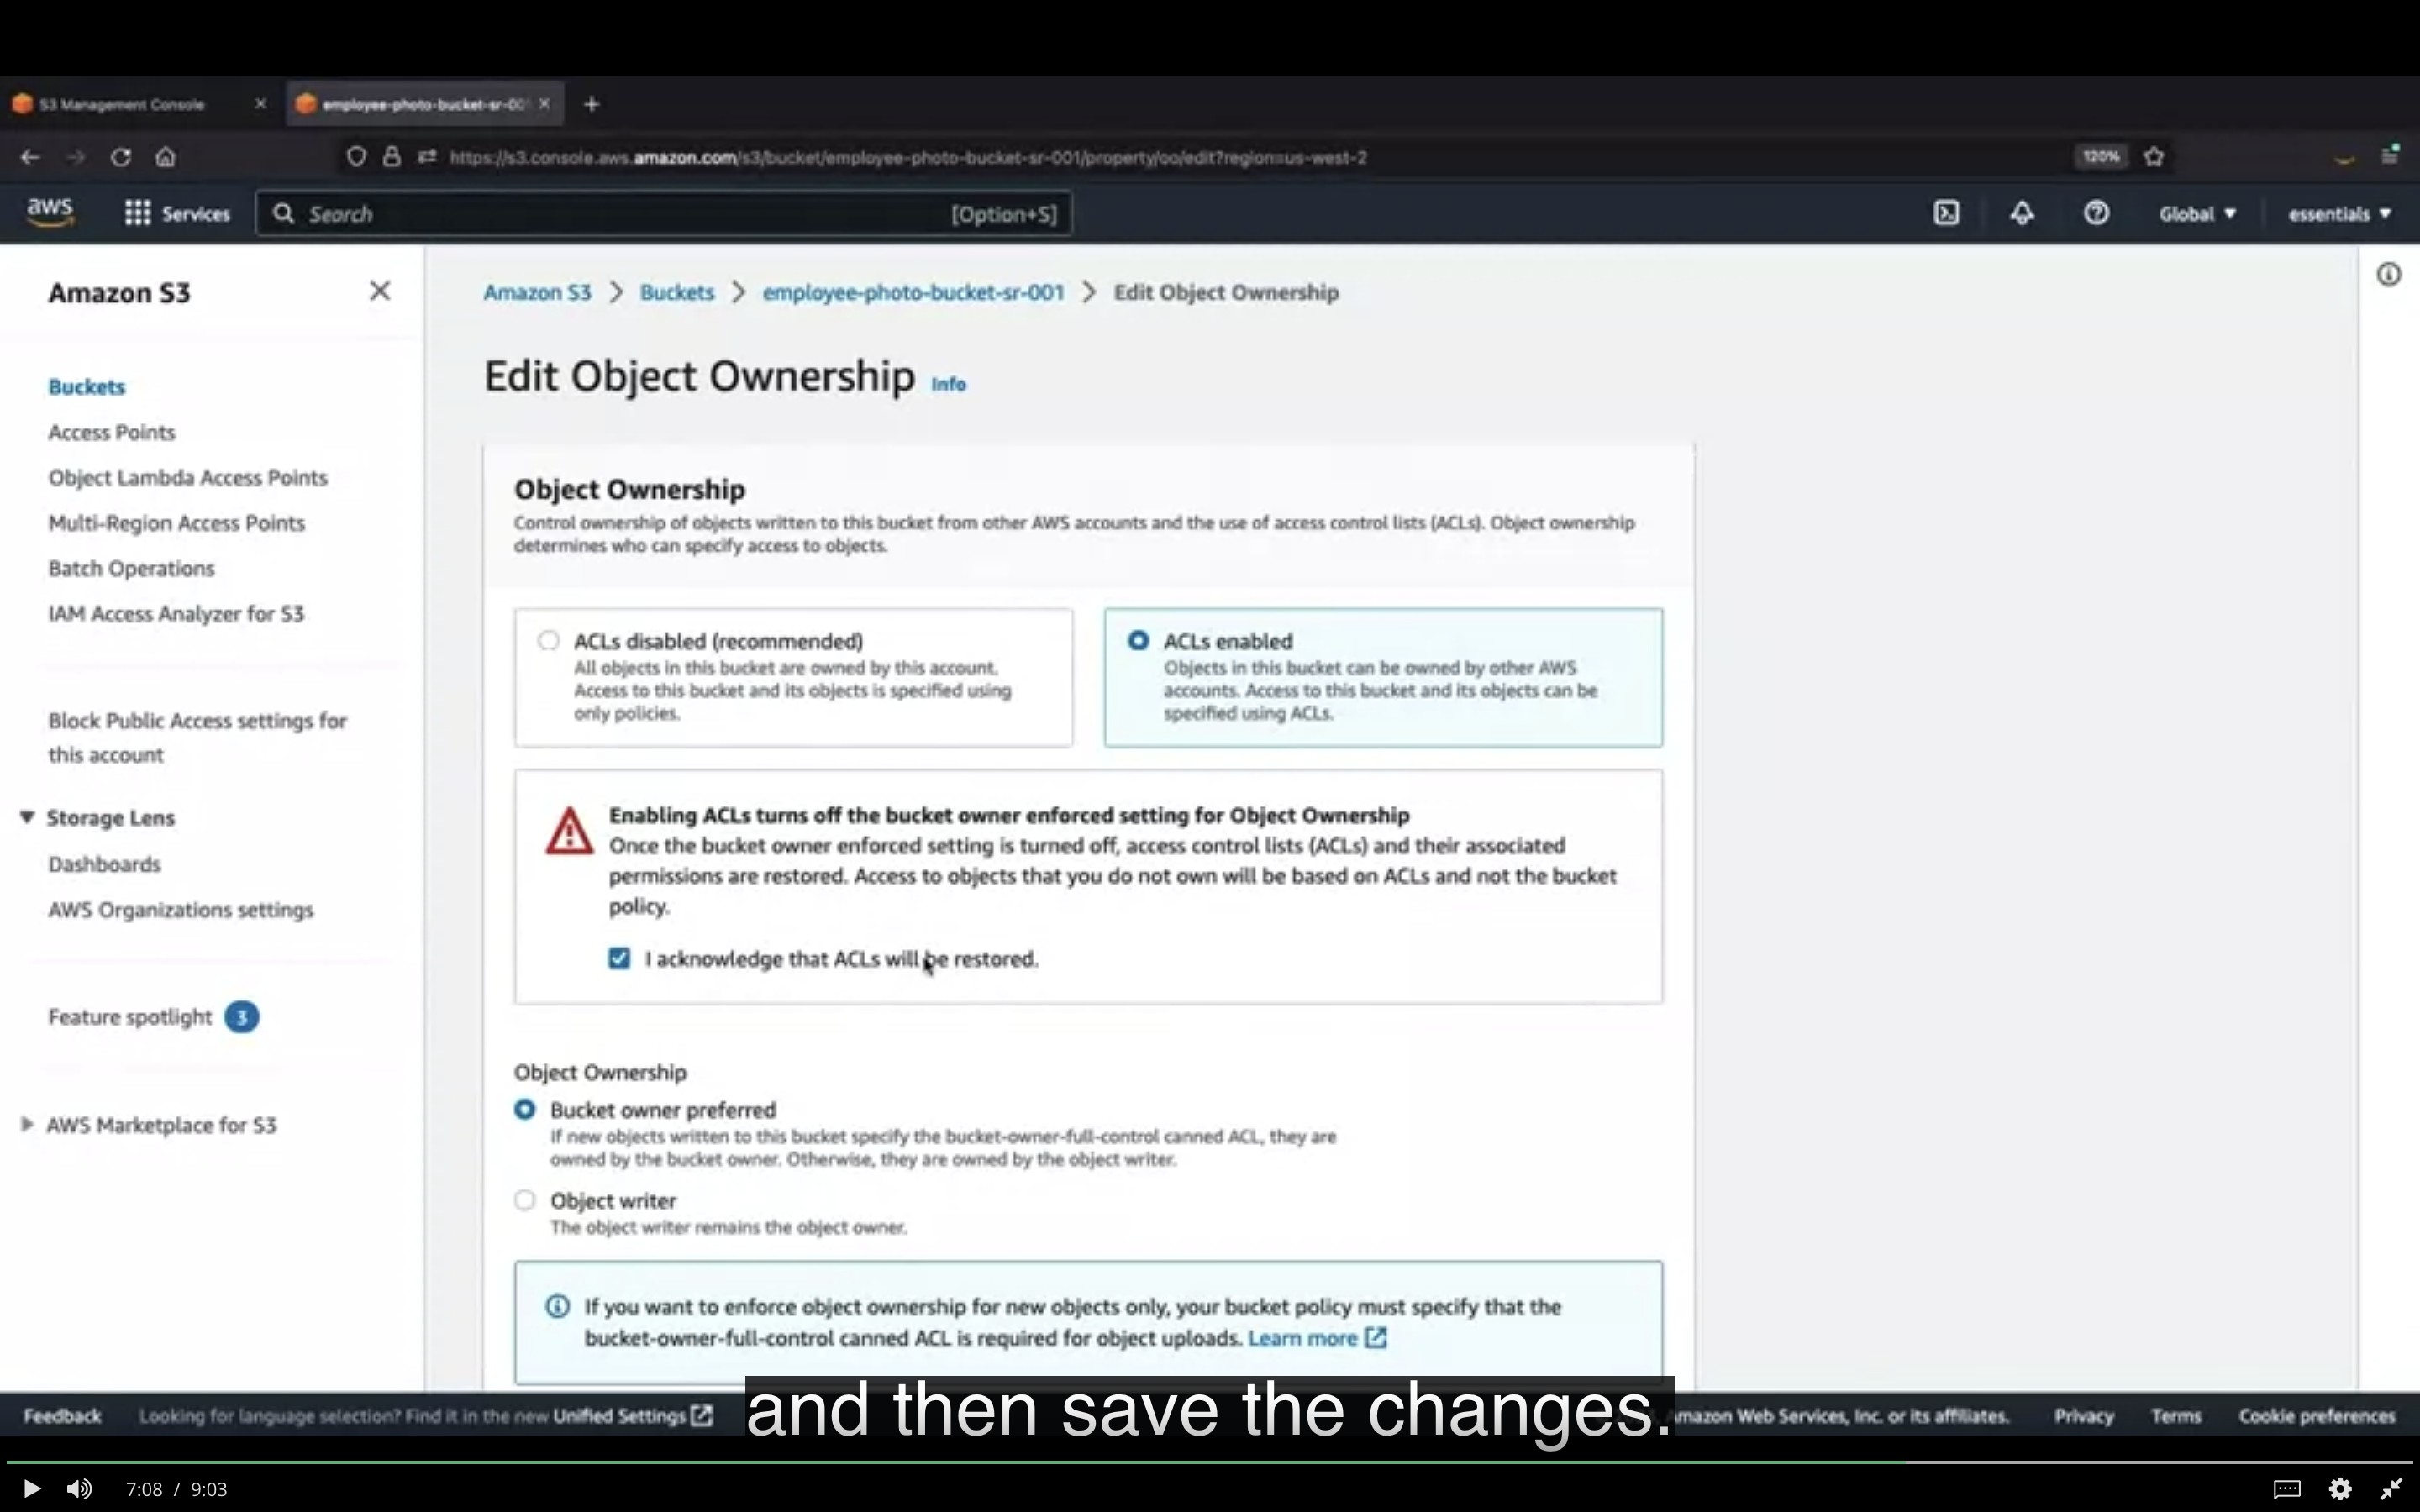 S3 Management Console
employee-photo-bucket-sr-001
https://s3.console.aws.amazon.com/s3/bucket/employee-photo-bucket-sr-001/property/oo/edit?region=us-west-2
120%
aws
Services
Search
[Option+S]
Global
essentials
Amazon S3
Buckets
Access Points
Object Lambda Access Points
Multi-Region Access Points
Batch Operations
IAM Access Analyzer for S3
Block Public Access settings for
this account
Storage Lens
Dashboards
AWS Organizations settings
Feature spotlight 3
AWS Marketplace for S3
Amazon S3 > Buckets > employee-photo-bucket-sr-001 > Edit Object Ownership
Edit Object Ownership Info
Object Ownership
Control ownership of objects written to this bucket from other AWS accounts and the use of access control lists (ACLs). Object ownership
determines who can specify access to objects.
ACLs disabled (recommended)
All objects in this bucket are owned by this account.
Access to this bucket and its objects is specified using
only policies.
ACLs enabled
Objects in this bucket can be owned by other AWS
accounts. Access to this bucket and its objects can be
specified using ACLs.
Enabling ACLs turns off the bucket owner enforced setting for Object Ownership
Once the bucket owner enforced setting is turned off, access control lists (ACLs) and their associated
permissions are restored. Access to objects that you do not own will be based on ACLs and not the bucket
policy.
I acknowledge that ACLs will be restored.
Object Ownership
Bucket owner preferred
If new objects written to this bucket specify the bucket-owner-full-control canned ACL, they are
owned by the bucket owner. Otherwise, they are owned by the object writer.
Object writer
The object writer remains the object owner.
If you want to enforce object ownership for new objects only, your bucket policy must specify that the
bucket-owner-full-control canned ACL is required for object uploads. Learn more
and then save the changes.
Feedback
Looking for language selection? Find it in the new Unified Settings
Amazon Web Services, Inc. or its affiliates.
Privacy
Terms
Cookie preferences
7:08 / 9:03